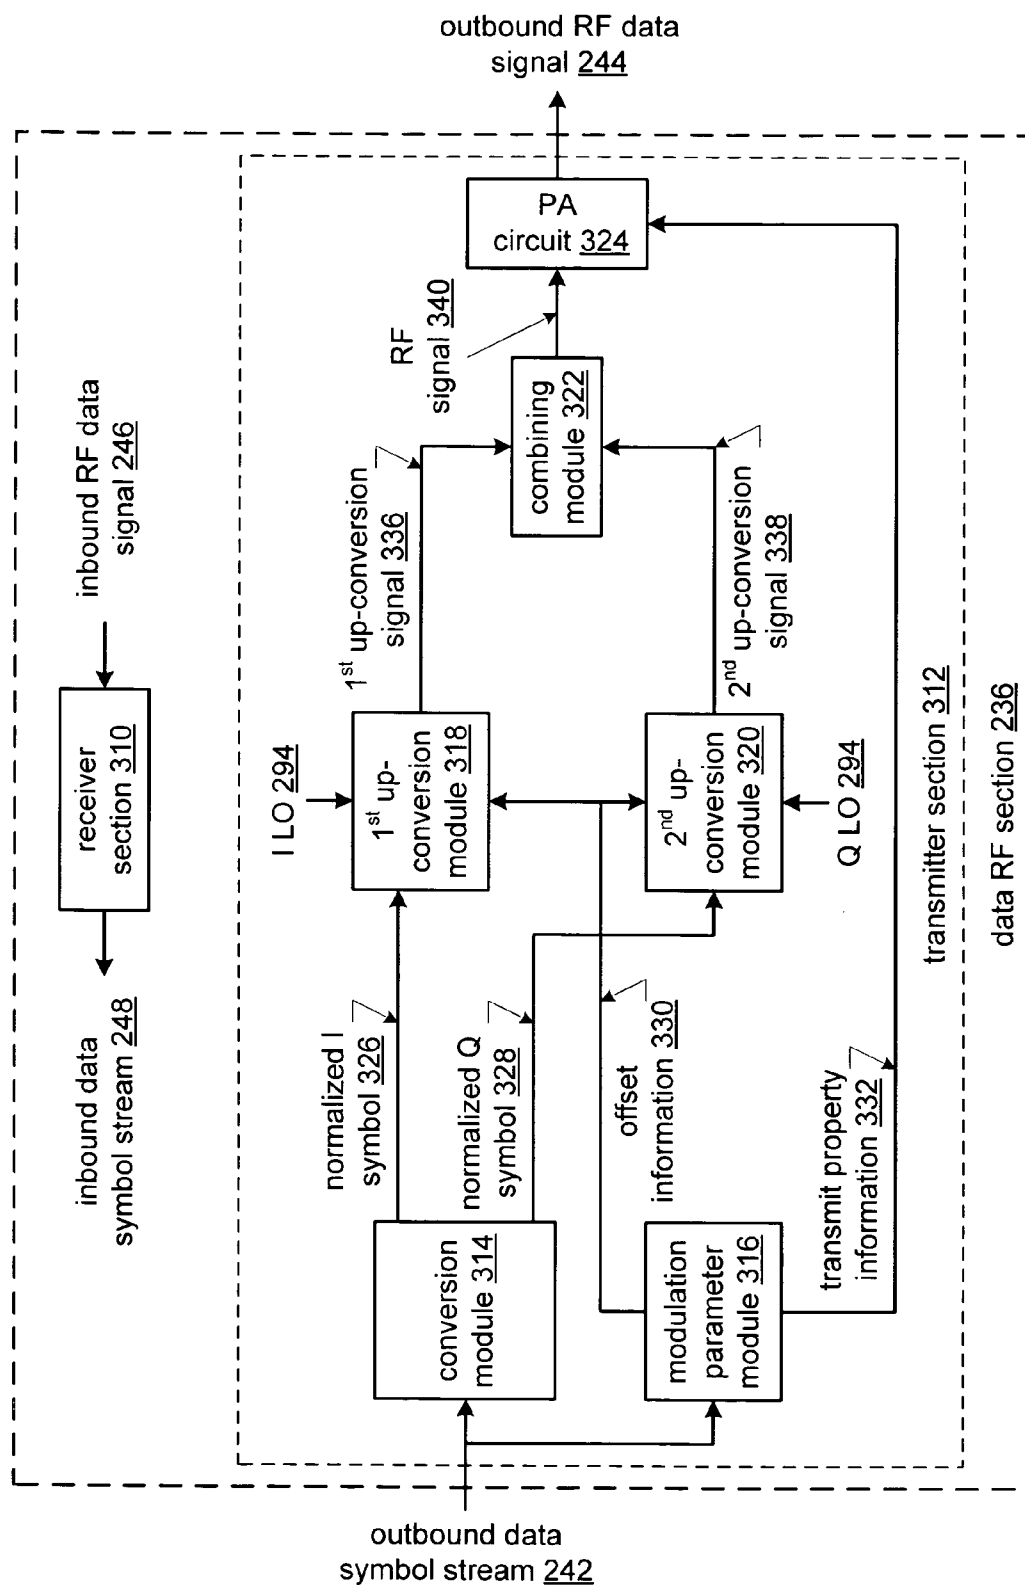 outbound RF data
signal 244
inbound RF data
signal 246
receiver
section 310
inbound data
symbol stream 248
PA
circuit 324
RF
signal 340
combining
module 322
1st up-conversion
signal 336
2nd up-conversion
signal 338
I LO 294
1st up-
conversion
module 318
2nd up-
conversion
module 320
Q LO 294
normalized I
symbol 326
normalized Q
symbol 328
offset
information 330
transmit property
information 332
conversion
module 314
modulation
parameter
module 316
transmitter section 312
data RF section 236
outbound data
symbol stream 242